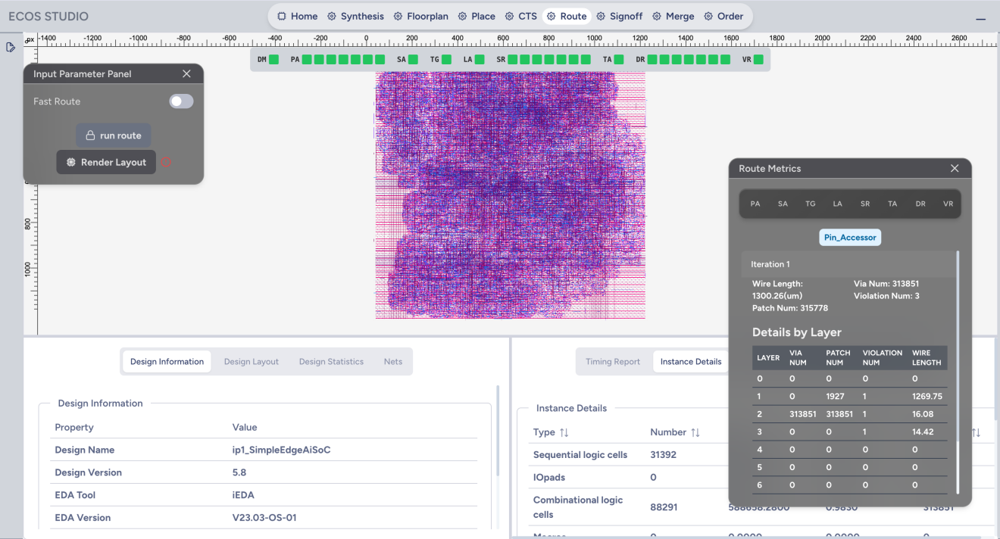 ECOS STUDIO
Home Synthesis Floorplan Place CTS Route Signoff Merge Order
px -1400 -1200 -1000 -800 -600 -400 -200 0 200 400 600 800 1000 1200 1400 1600 1800 2000 2200 2400 2600
DM PA SA TG LA SR TA DR VR
Input Parameter Panel
Fast Route
run route
Render Layout
800
1000
Route Metrics
PA SA TG LA SR TA DR VR
Pin_Accessor
Iteration 1
Wire Length: Via Num: 313851
1300.26(um) Violation Num: 3
Patch Num: 315778
Details by Layer
LAYER VIA NUM PATCH NUM VIOLATION NUM WIRE LENGTH
0 0 0 0 0
1 0 1927 1 1269.75
2 313851 313851 1 16.08
3 0 0 1 14.42
4 0 0 0 0
5 0 0 0 0
6 0 0 0 0
Design Information Design Layout Design Statistics Nets
Design Information
Property Value
Design Name ip1_SimpleEdgeAiSoC
Design Version 5.8
EDA Tool iEDA
EDA Version V23.03-OS-01
Timing Report Instance Details
Instance Details
Type Number
Sequential logic cells 31392
IOpads 0
Combinational logic
cells 88291 588658.2800 0.9830 313851
Macros 0 0.0000 0.0000 0